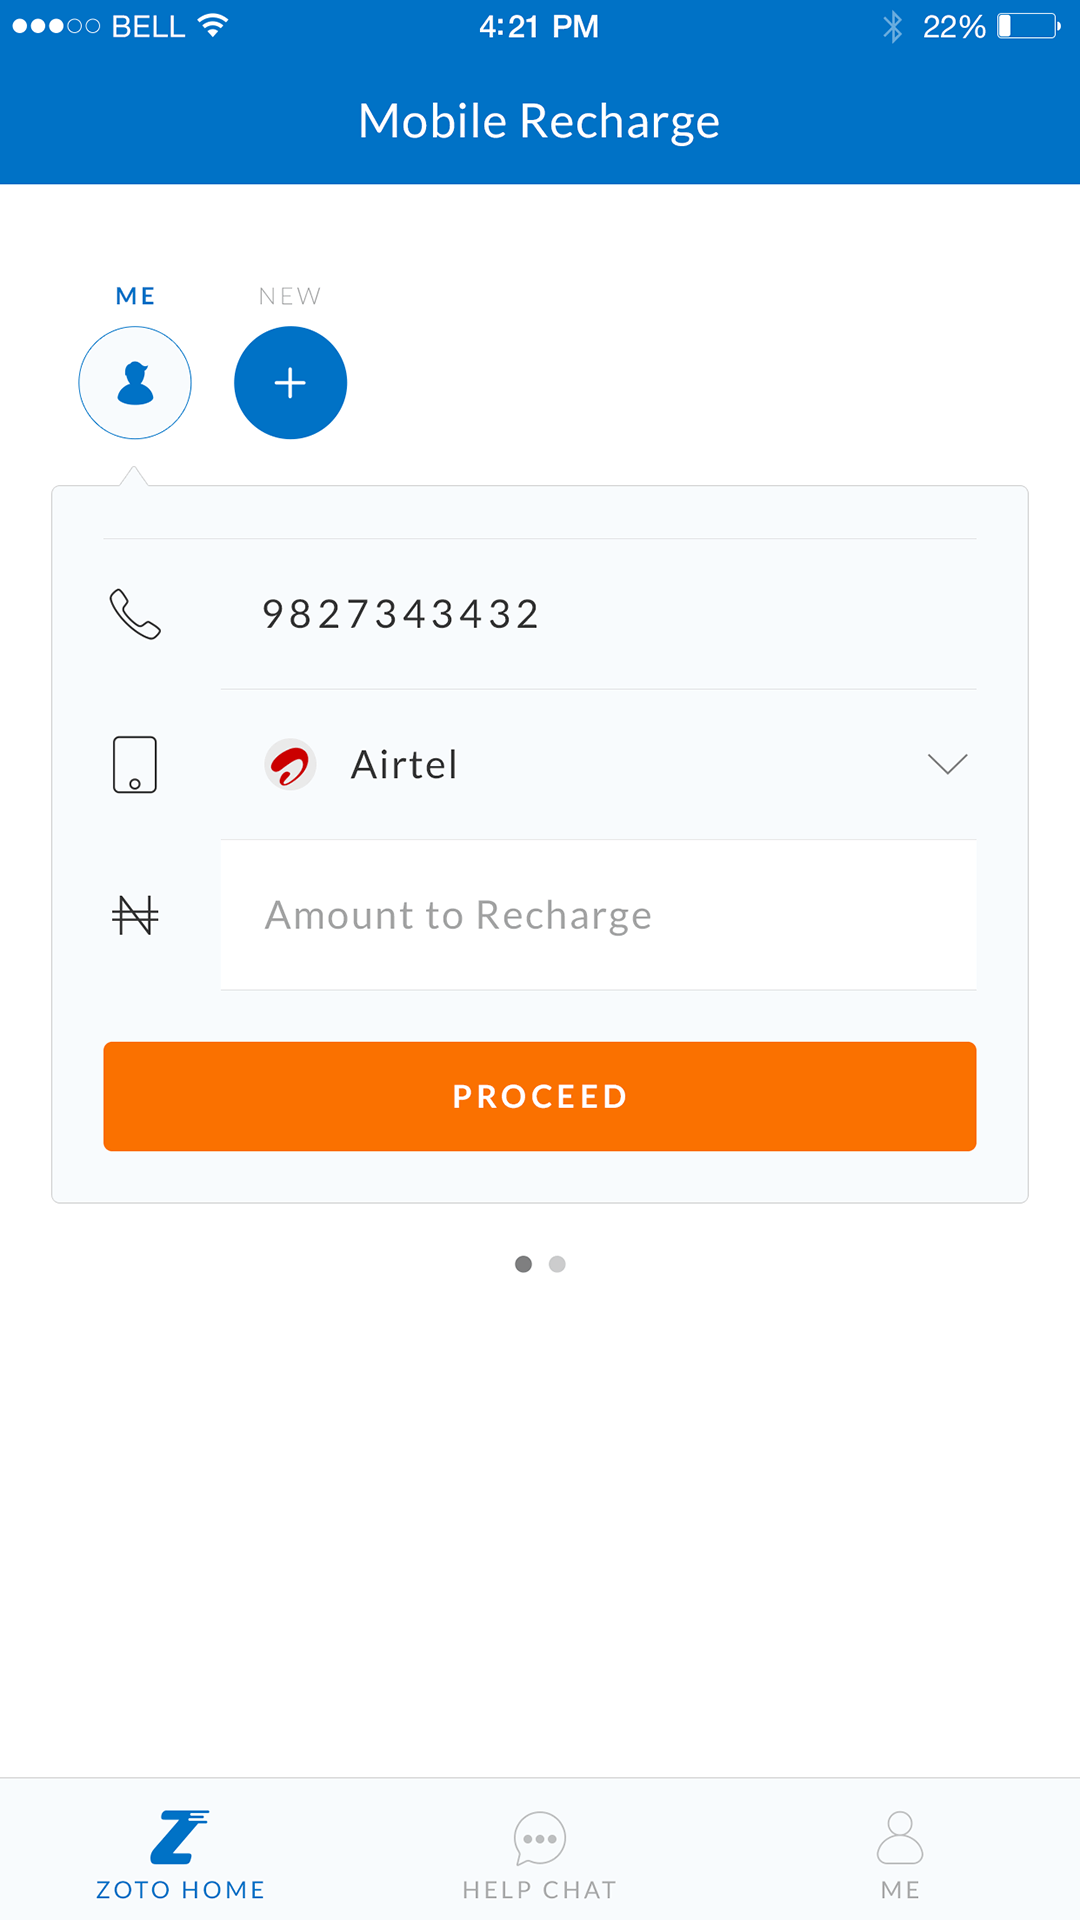 BELL 4:21 PM 22%
Mobile Recharge
ME NEW
9827343432
Airtel
Amount to Recharge
PROCEED
ZOTO HOME HELP CHAT ME